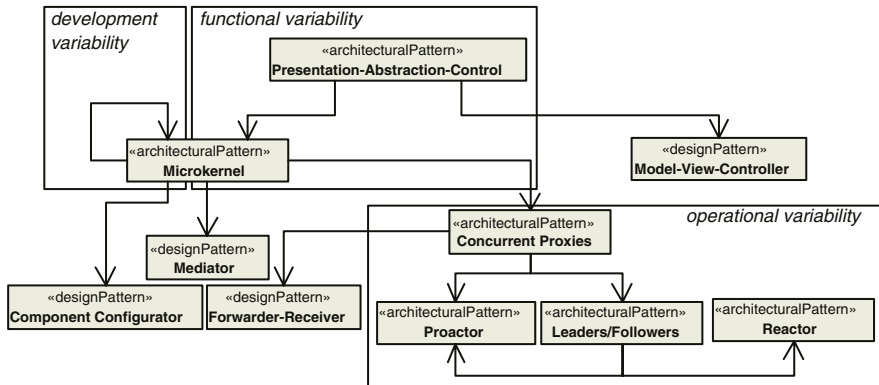 development
variability
functional variability
«architecturalPattern»
Presentation-Abstraction-Control
«architecturalPattern»
Microkernel
«designPattern»
Model-View-Controller
operational variability
«architecturalPattern»
Concurrent Proxies
«designPattern»
Mediator
«designPattern»
Component Configurator
«designPattern»
Forwarder-Receiver
«architecturalPattern»
Proactor
«architecturalPattern»
Leaders/Followers
«architecturalPattern»
Reactor